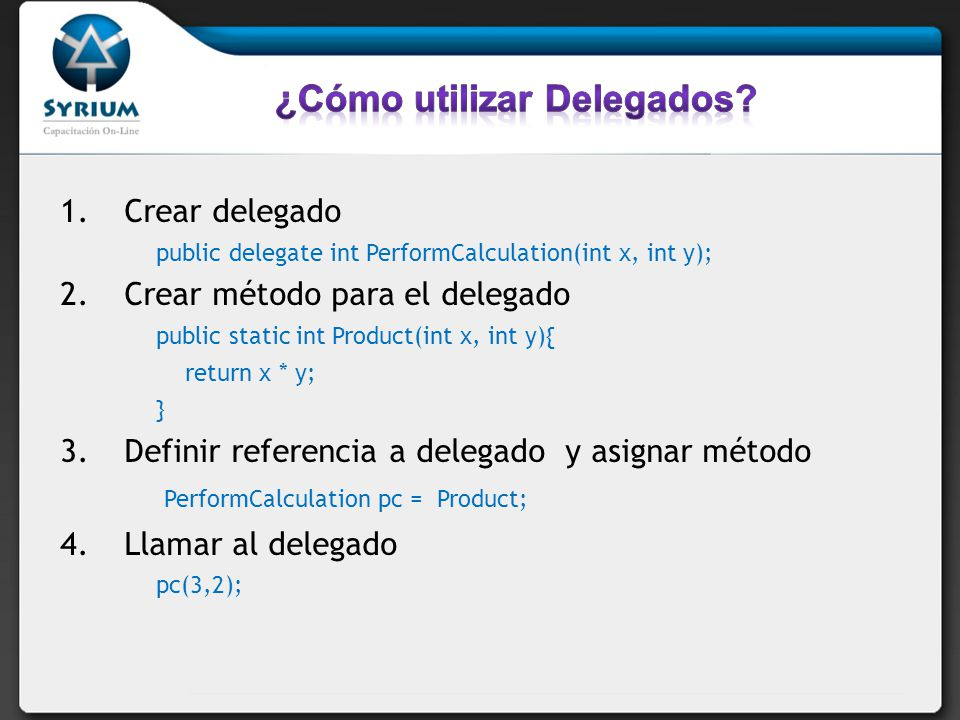 SYRIUM
Capacitación On-Line
¿Cómo utilizar Delegados?
1. Crear delegado
public delegate int PerformCalculation(int x, int y);
2. Crear método para el delegado
public static int Product(int x, int y){
return x * y;
}
3. Definir referencia a delegado y asignar método
PerformCalculation pc = Product;
4. Llamar al delegado
pc(3,2);